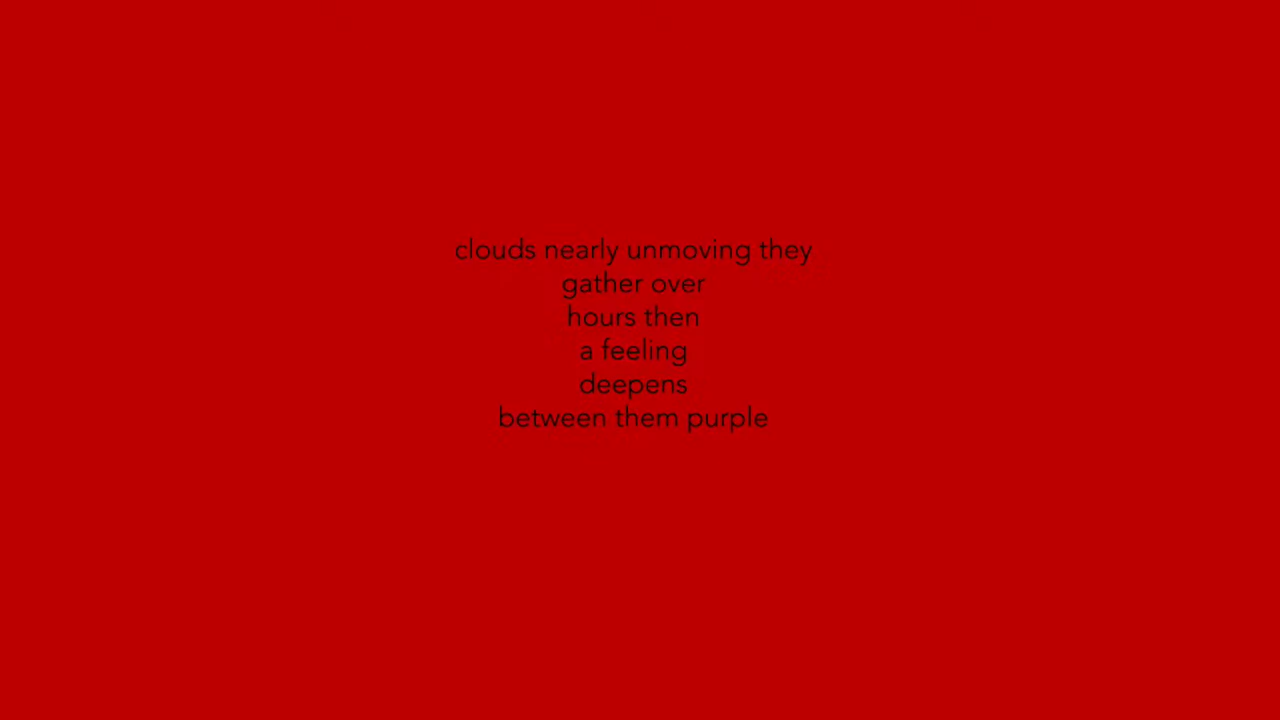 clouds nearly unmoving they
gather over
hours then
a feeling
deepens
between them purple